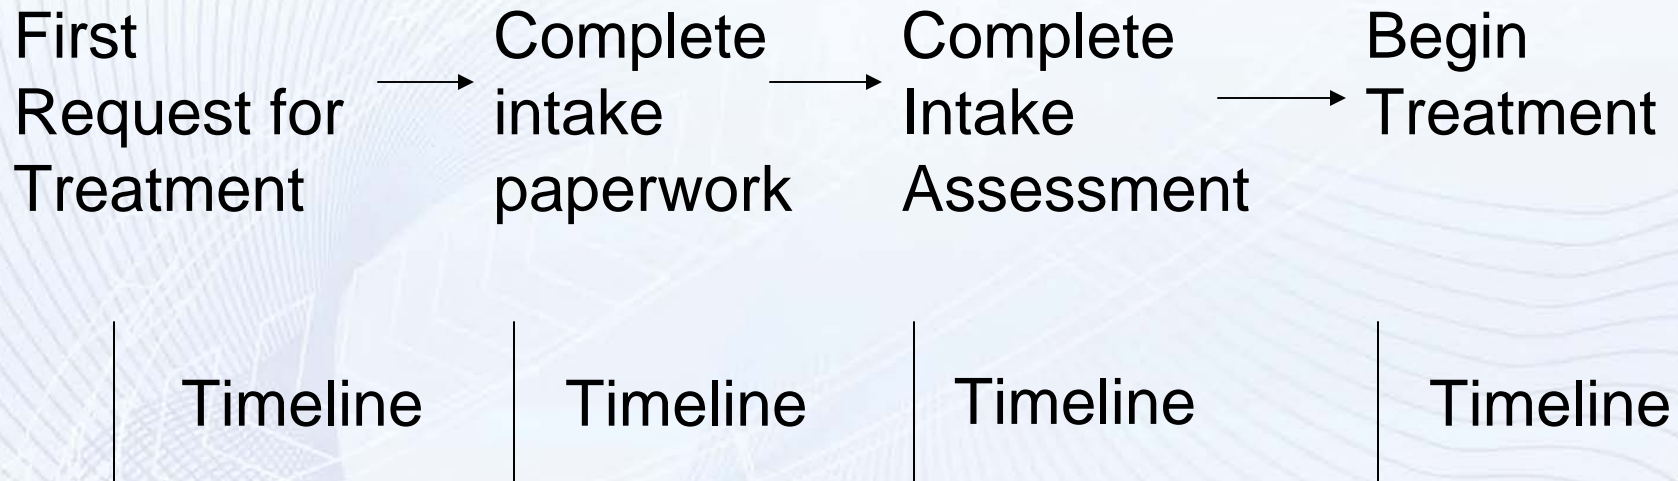 First
Request for
Treatment
Complete
intake
paperwork
Complete
Intake
Assessment
Begin
Treatment
Timeline
Timeline
Timeline
Timeline